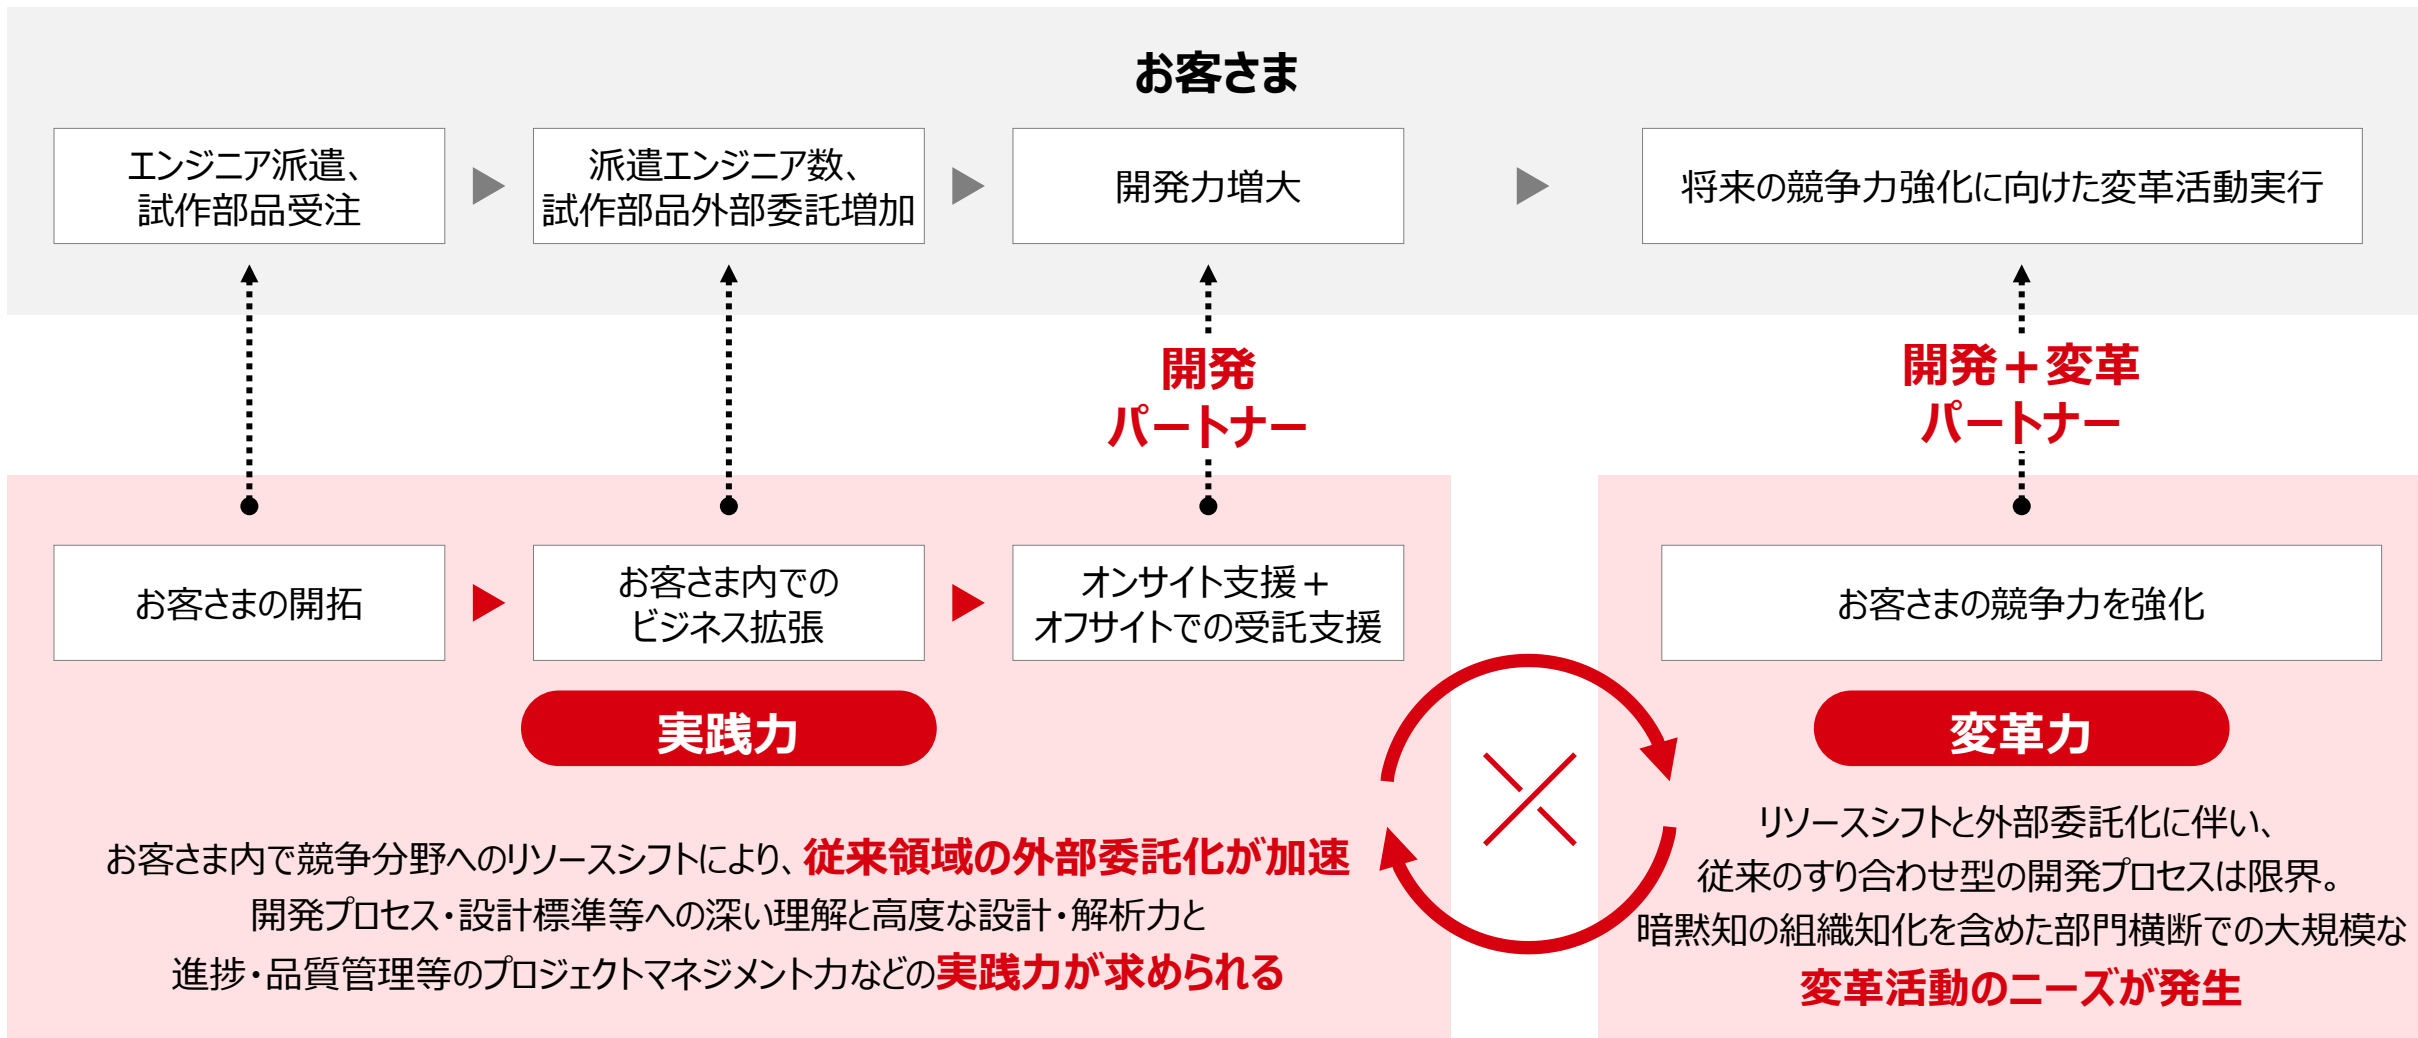 お客さま
エンジニア派遣、
試作部品受注
派遣エンジニア数、
試作部品外部委託増加
開発力増大
将来の競争力強化に向けた変革活動実行
開発
パートナー
開発＋変革
パートナー
お客さまの開拓
お客さま内での
ビジネス拡張
オンサイト支援＋
オフサイトでの受託支援
お客さまの競争力を強化
実践力
お客さま内で競争分野へのリソースシフトにより、従来領域の外部委託化が加速
開発プロセス・設計標準等への深い理解と高度な設計・解析力と
進捗・品質管理等のプロジェクトマネジメント力などの実践力が求められる
変革力
リソースシフトと外部委託化に伴い、
従来のすり合わせ型の開発プロセスは限界。
暗黙知の組織知化を含めた部門横断での大規模な
変革活動のニーズが発生